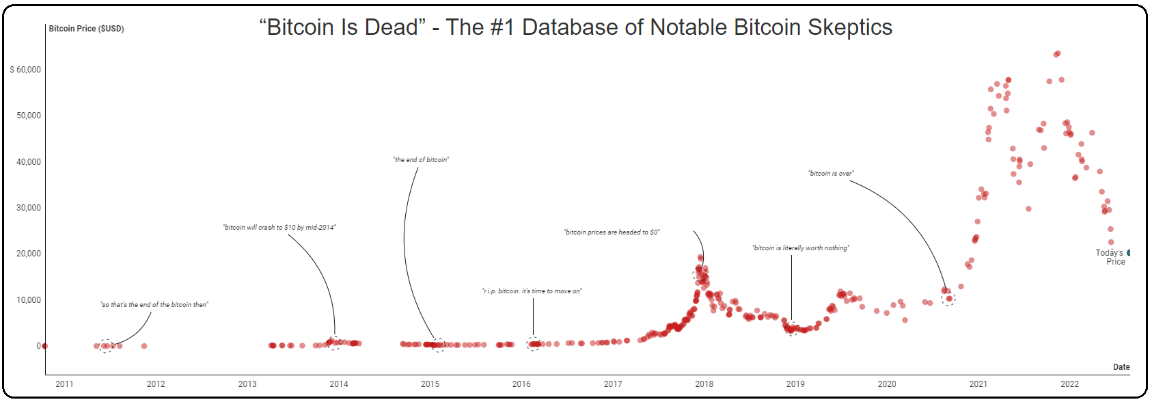 “Bitcoin Is Dead” - The #1 Database of Notable Bitcoin Skeptics
Bitcoin Price ($USD)
$ 60,000
50,000
40,000
30,000
20,000
10,000
0
"so that's the end of the bitcoin then"
"bitcoin will crash to $10 by mid-2014"
"the end of bitcoin"
"r.i.p. bitcoin. it's time to move on"
"bitcoin prices are headed to $0"
"bitcoin is literally worth nothing"
"bitcoin is over"
Today's
Price
Date
2011 2012 2013 2014 2015 2016 2017 2018 2019 2020 2021 2022